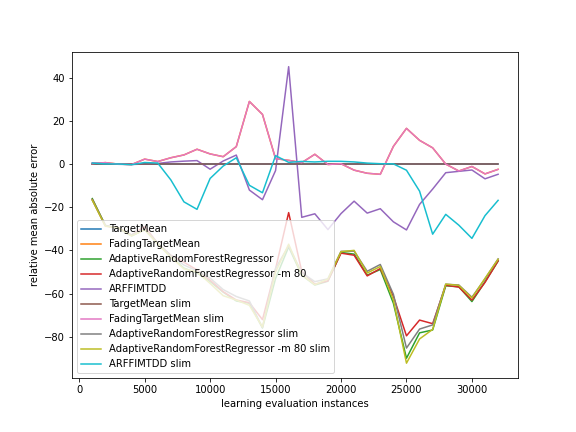 40
20
0
−20
−40
−60
−80
relative mean absolute error
TargetMean
FadingTargetMean
AdaptiveRandomForestRegressor
AdaptiveRandomForestRegressor -m 80
ARFFIMTDD
TargetMean slim
FadingTargetMean slim
AdaptiveRandomForestRegressor slim
AdaptiveRandomForestRegressor -m 80 slim
ARFFIMTDD slim
0 5000 10000 15000 20000 25000 30000
learning evaluation instances